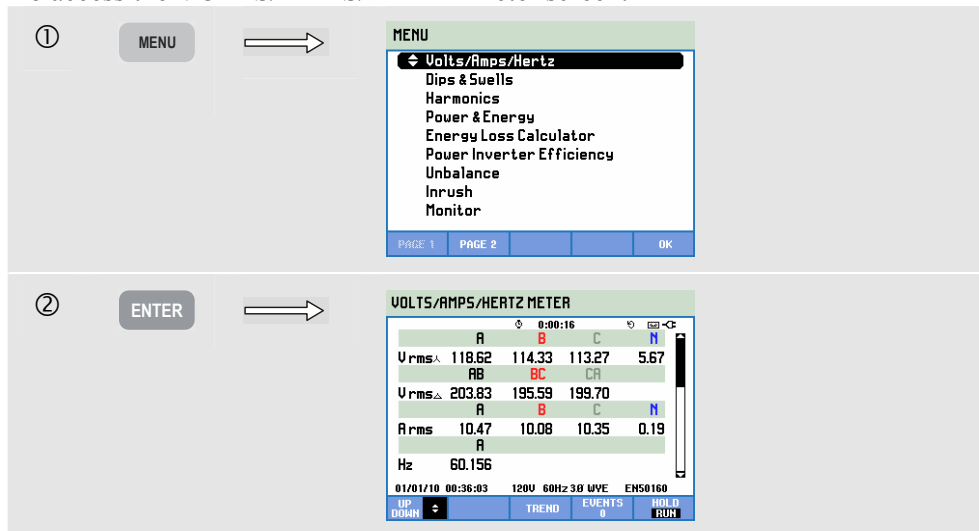 ① MENU
MENU
Volts/Amps/Hertz
Dips & Swells
Harmonics
Power & Energy
Energy Loss Calculator
Power Inverter Efficiency
Unbalance
Inrush
Monitor
PAGE 1 PAGE 2 OK
② ENTER
VOLTS/AMPS/HERTZ METER
0:00:16
A B C N
V rms⅄ 118.62 114.33 113.27 5.67
AB BC CA
V rms△ 203.83 195.59 199.70
A B C N
A rms 10.47 10.08 10.35 0.19
A
Hz 60.156
01/01/10 00:36:03 120V 60Hz 3Ø WYE EN50160
UP DOWN TREND EVENTS 0 HOLD RUN